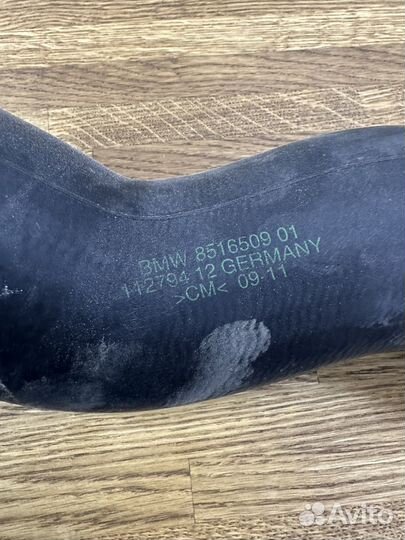 BMW 8516509 01
112794 12 GERMANY
>CM< 09.11
Avito